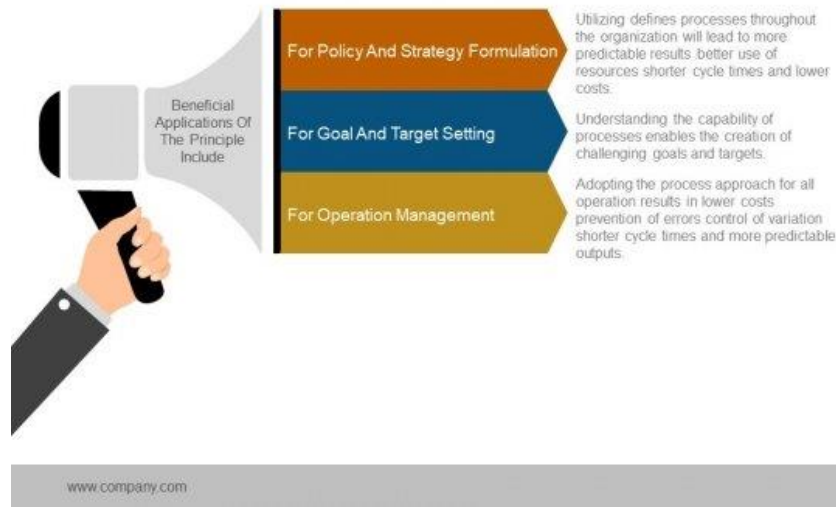 Beneficial
Applications Of
The Principle
Include
For Policy And Strategy Formulation
Utilizing defines processes throughout
the organization will lead to more
predictable results better use of
resources shorter cycle times and lower
costs.
For Goal And Target Setting
Understanding the capability of
processes enables the creation of
challenging goals and targets.
For Operation Management
Adopting the process approach for all
operation results in lower costs
prevention of errors control of variation
shorter cycle times and more predictable
outputs.
www.company.com